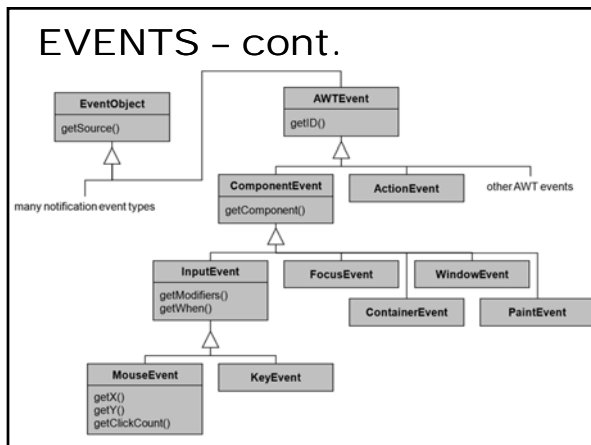 EVENTS – cont.
EventObject
getSource()
AWTEvent
getID()
many notification event types
ComponentEvent
getComponent()
ActionEvent
other AWT events
InputEvent
getModifiers()
getWhen()
FocusEvent
WindowEvent
ContainerEvent
PaintEvent
MouseEvent
getX()
getY()
getClickCount()
KeyEvent